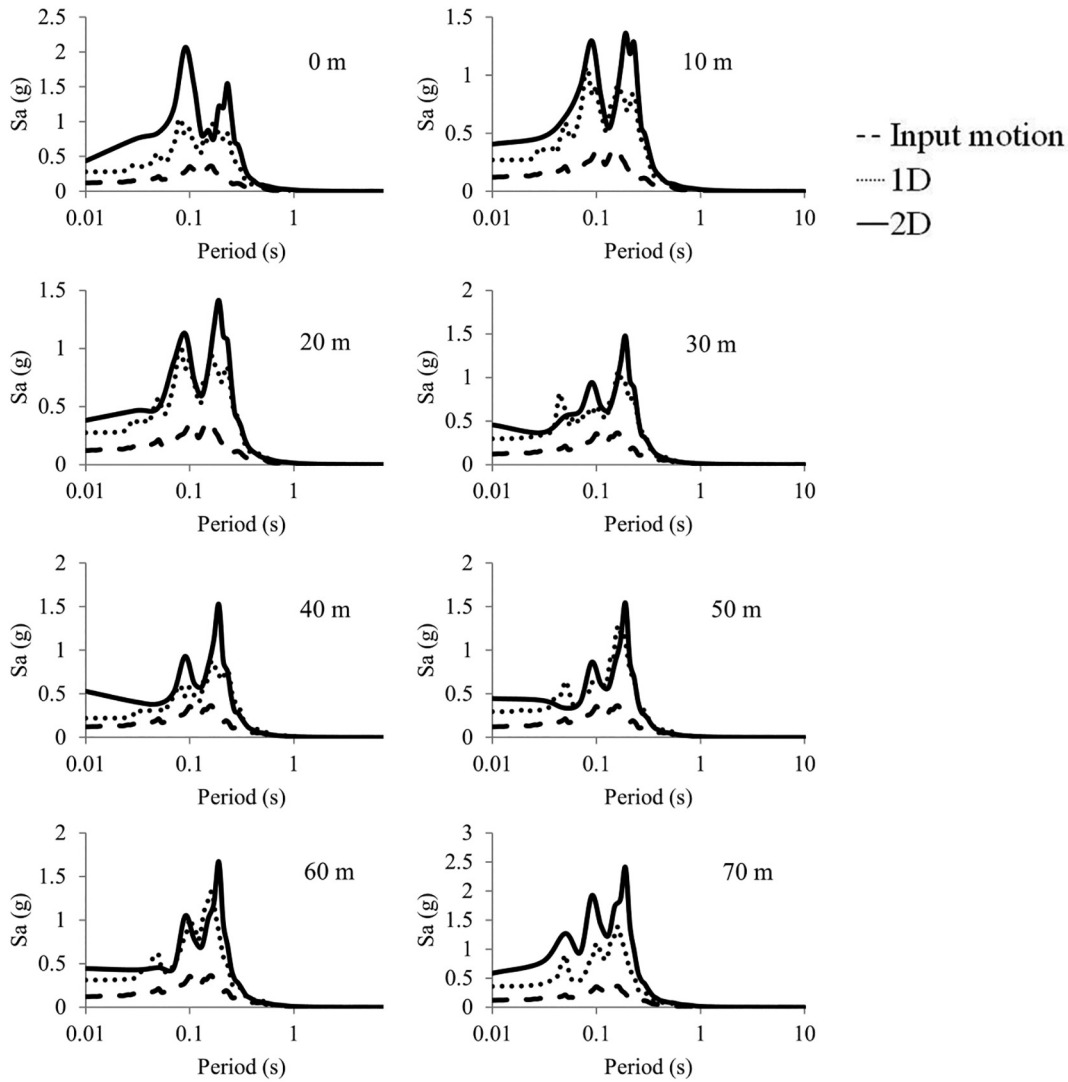 2.5
2
1.5
1
0.5
0
Sa (g)
0 m
0.01 0.1 1
Period (s)
1.5
1
0.5
0
Sa (g)
10 m
0.01 0.1 1 10
Period (s)
Input motion
1D
2D
1.5
1
0.5
0
Sa (g)
20 m
0.01 0.1 1
Period (s)
2
1.5
1
0.5
0
Sa (g)
30 m
0.01 0.1 1 10
Period (s)
2
1.5
1
0.5
0
Sa (g)
40 m
0.01 0.1 1
Period (s)
2
1.5
1
0.5
0
Sa (g)
50 m
0.01 0.1 1 10
Period (s)
2
1.5
1
0.5
0
Sa (g)
60 m
0.01 0.1 1
Period (s)
3
2.5
2
1.5
1
0.5
0
Sa (g)
70 m
0.01 0.1 1 10
Period (s)